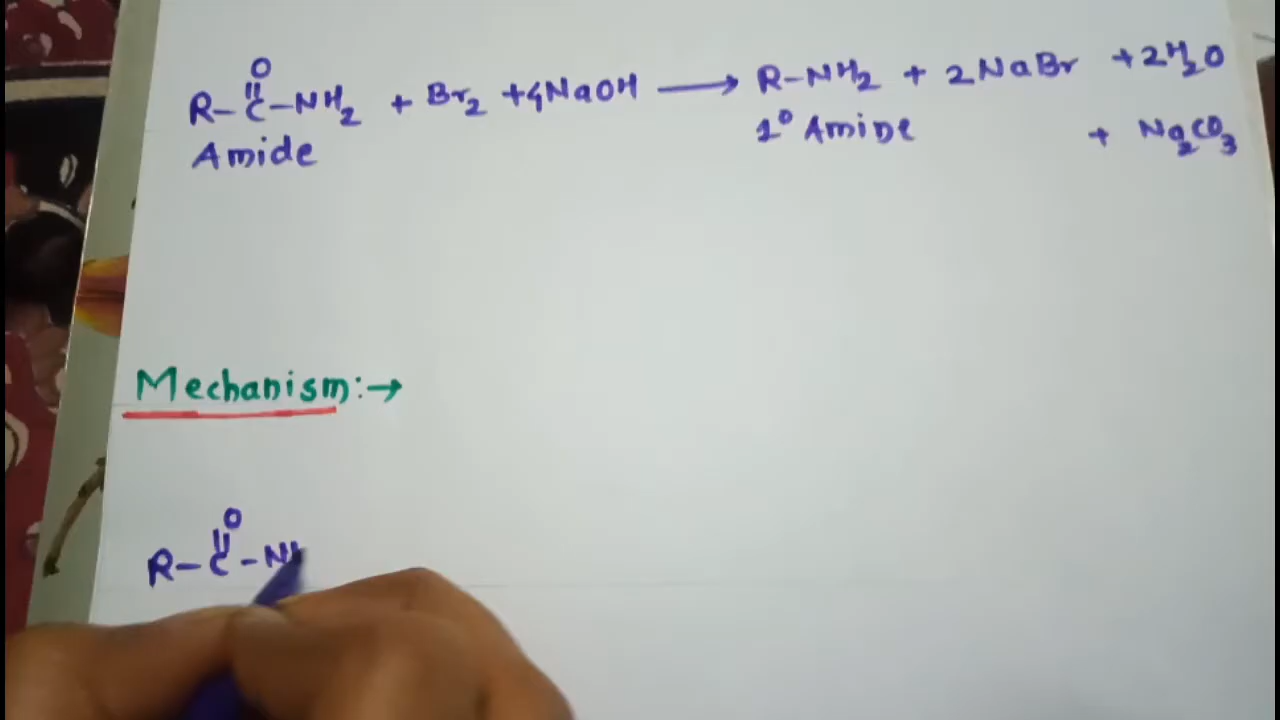 O
R-C-NH2 + Br2 +4NaOH → R-NH2 + 2NaBr +2H2O
Amide 1° Amine + Na2CO3
Mechanism:→
O
R-C-N